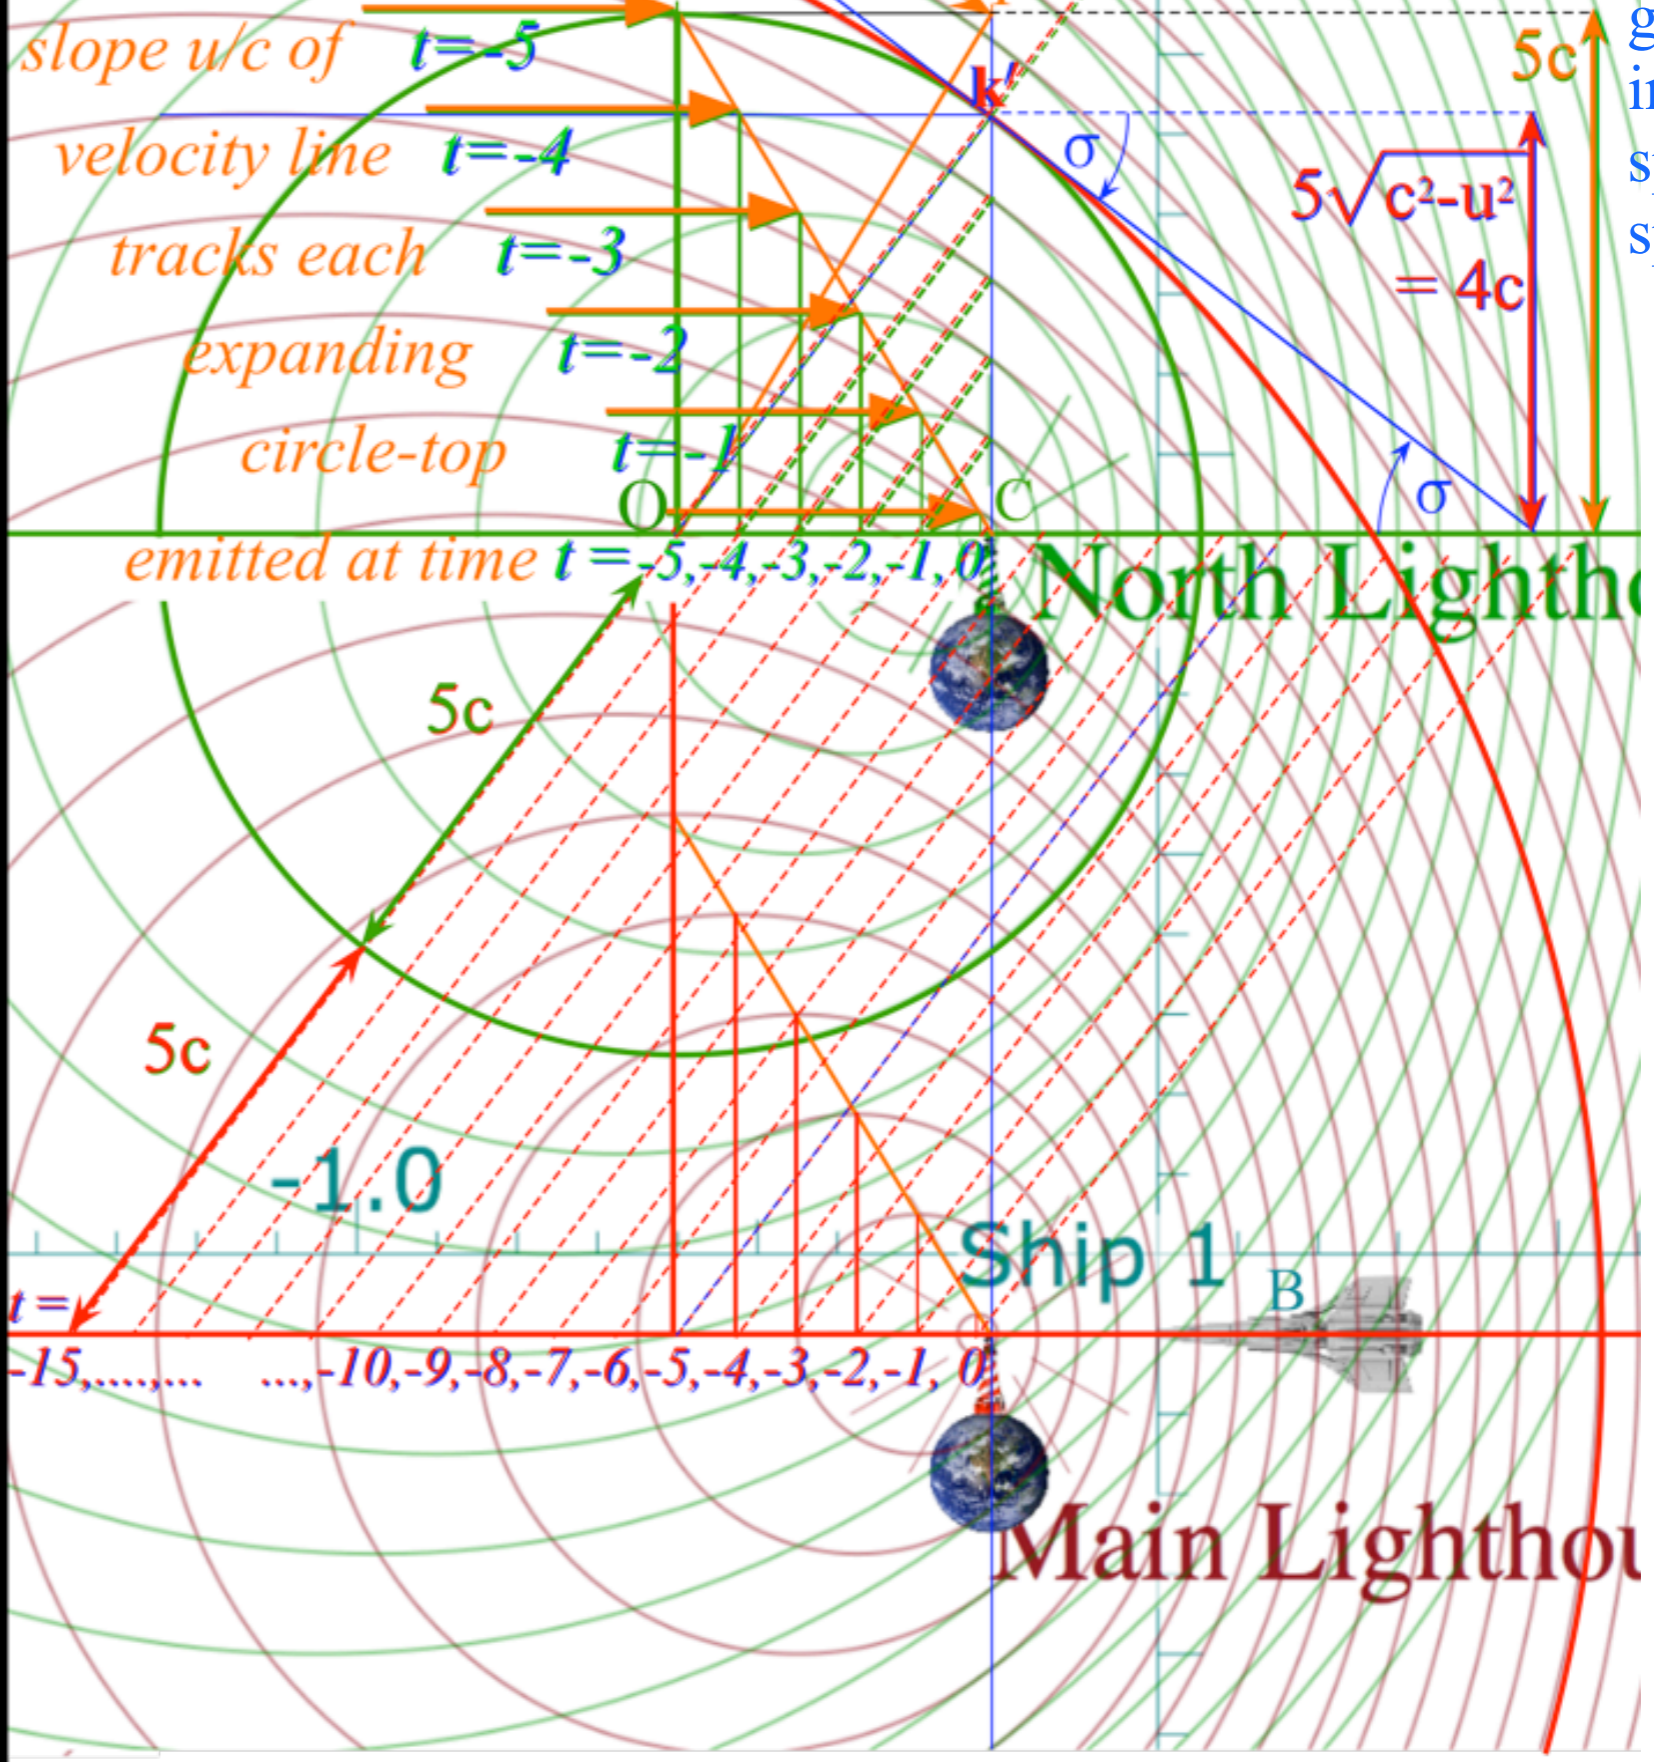 slope u/c of
t=-5
k'
5c
velocity line
t=-4
σ
5√c²-u²
= 4c
tracks each
t=-3
expanding
t=-2
circle-top
t=-1
O
C
σ
emitted at time t =-5,-4,-3,-2,-1, 0
North Lightho
5c
5c
-1.0
Ship 1
B
t =
-15,....,... ...,-10,-9,-8,-7,-6,-5,-4,-3,-2,-1, 0
Main Lighthou